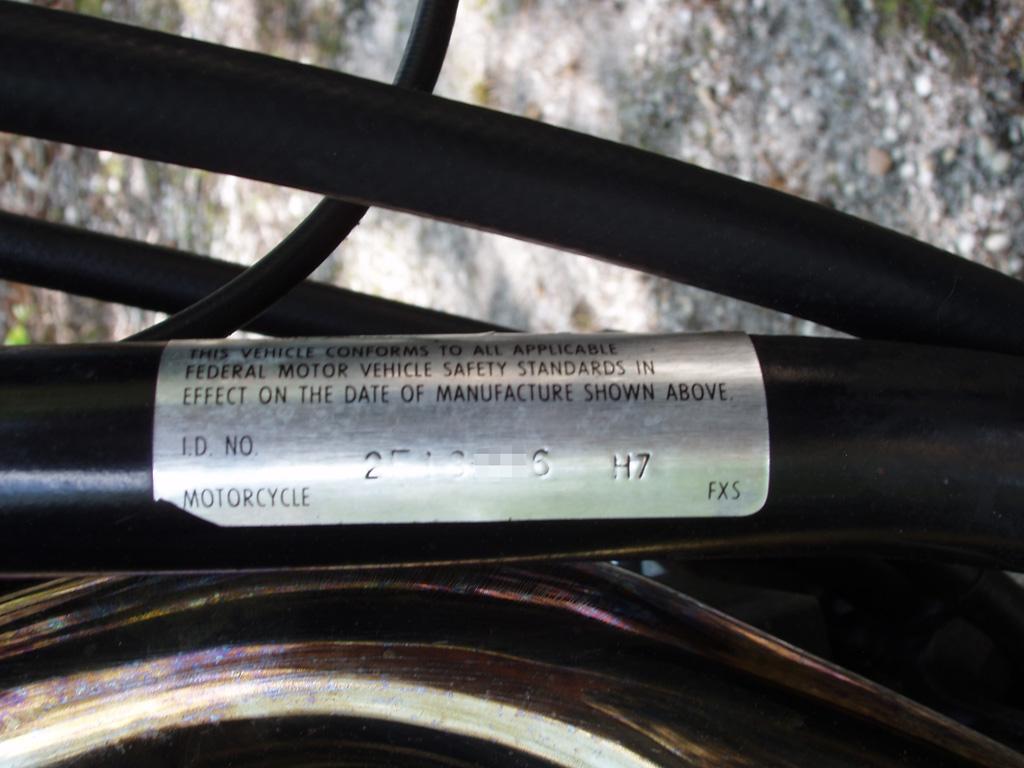 THIS VEHICLE CONFORMS TO ALL APPLICABLE
FEDERAL MOTOR VEHICLE SAFETY STANDARDS IN
EFFECT ON THE DATE OF MANUFACTURE SHOWN ABOVE.
I.D. NO. H7
MOTORCYCLE FXS